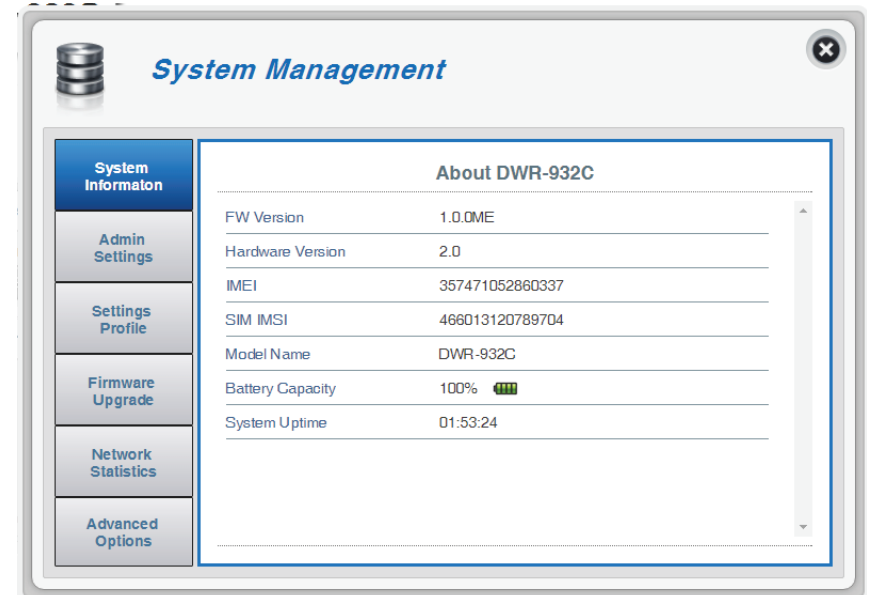 System Management
System
Informaton
Admin
Settings
Settings
Profile
Firmware
Upgrade
Network
Statistics
Advanced
Options
About DWR-932C
FW Version 1.0.0ME
Hardware Version 2.0
IMEI 357471052860337
SIM IMSI 466013120789704
Model Name DWR-932C
Battery Capacity 100%
System Uptime 01:53:24